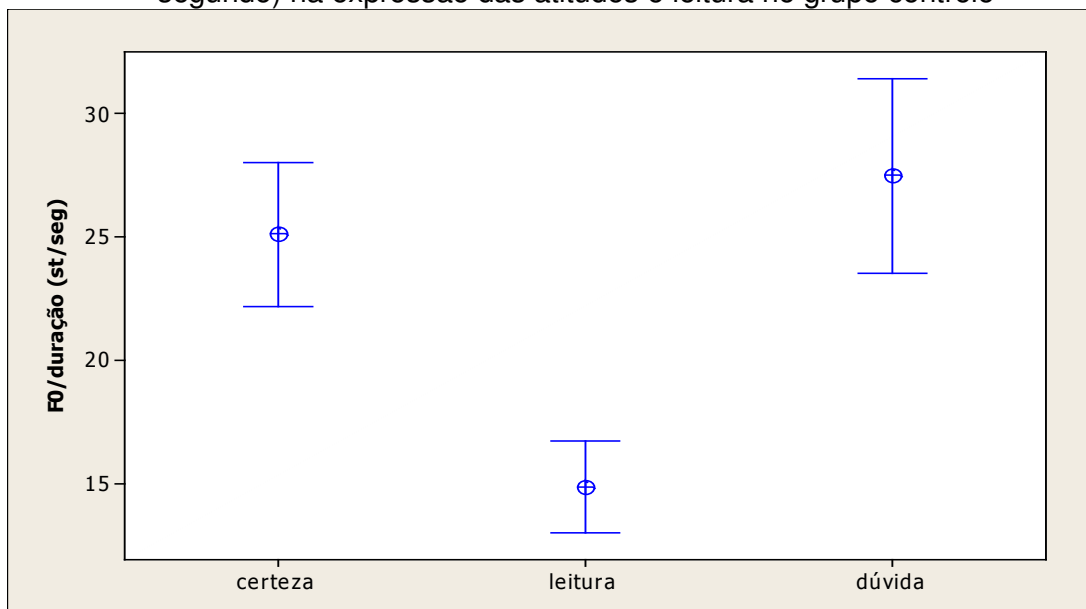 segundo) na expressão das atitudes e leitura no grupo controle
F0/duração (st/seg)
30
25
20
15
certeza leitura dúvida